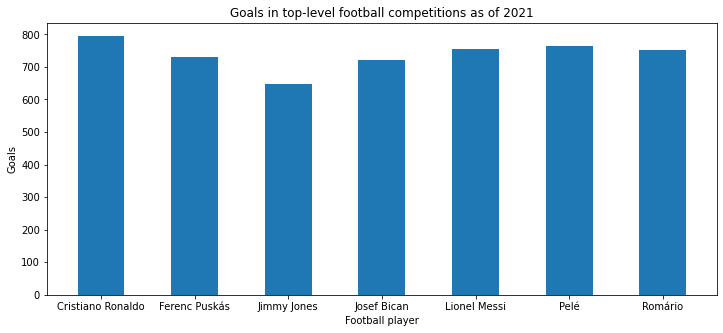 Goals in top-level football competitions as of 2021
Goals
800
700
600
500
400
300
200
100
0
Cristiano Ronaldo Ferenc Puskás Jimmy Jones Josef Bican Lionel Messi Pelé Romário
Football player